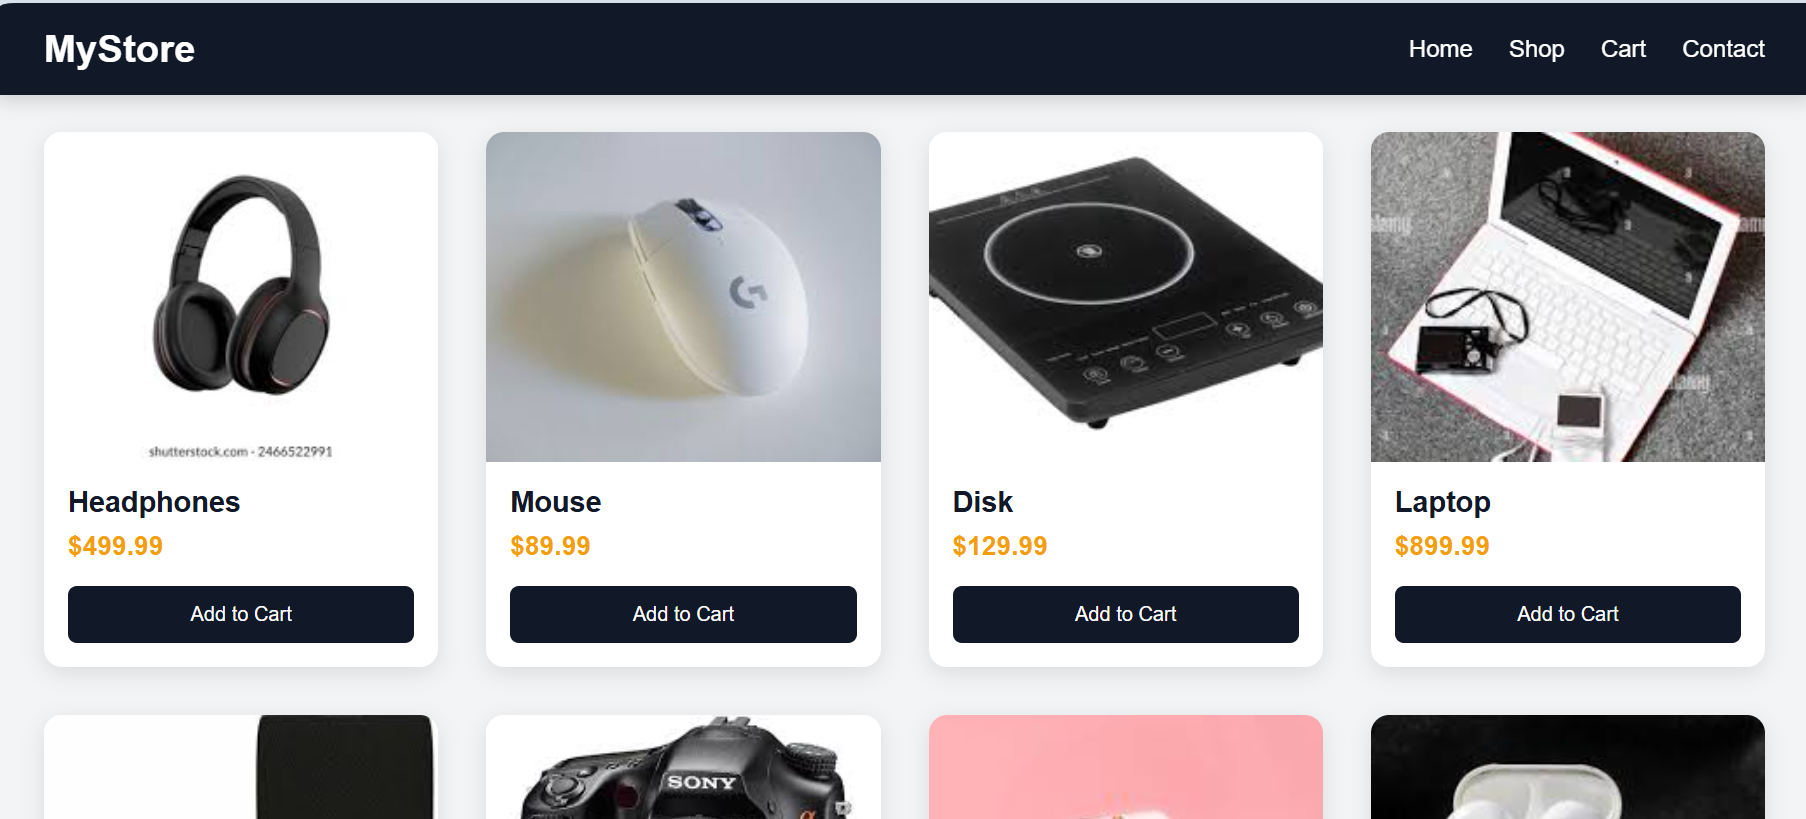 MyStore
Home Shop Cart Contact
shutterstock.com · 2466522991
Headphones
$499.99
Add to Cart
Mouse
$89.99
Add to Cart
Disk
$129.99
Add to Cart
Laptop
$899.99
Add to Cart
SONY
α